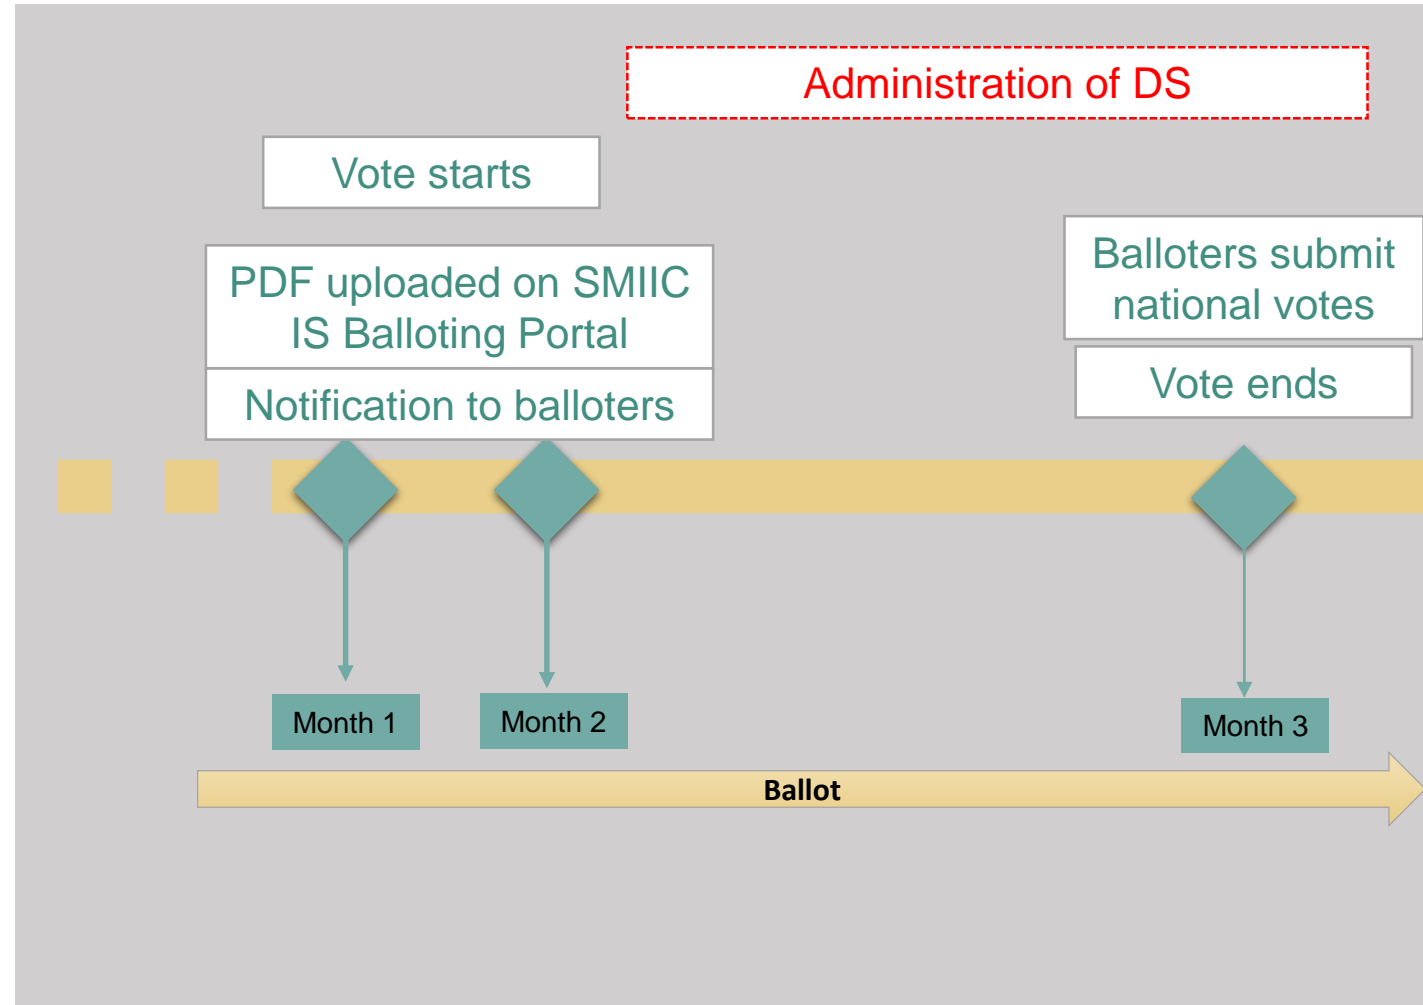 Administration of DS
Vote starts
PDF uploaded on SMIIC
IS Balloting Portal
Notification to balloters
Balloters submit
national votes
Vote ends
Month 1
Month 2
Month 3
Ballot